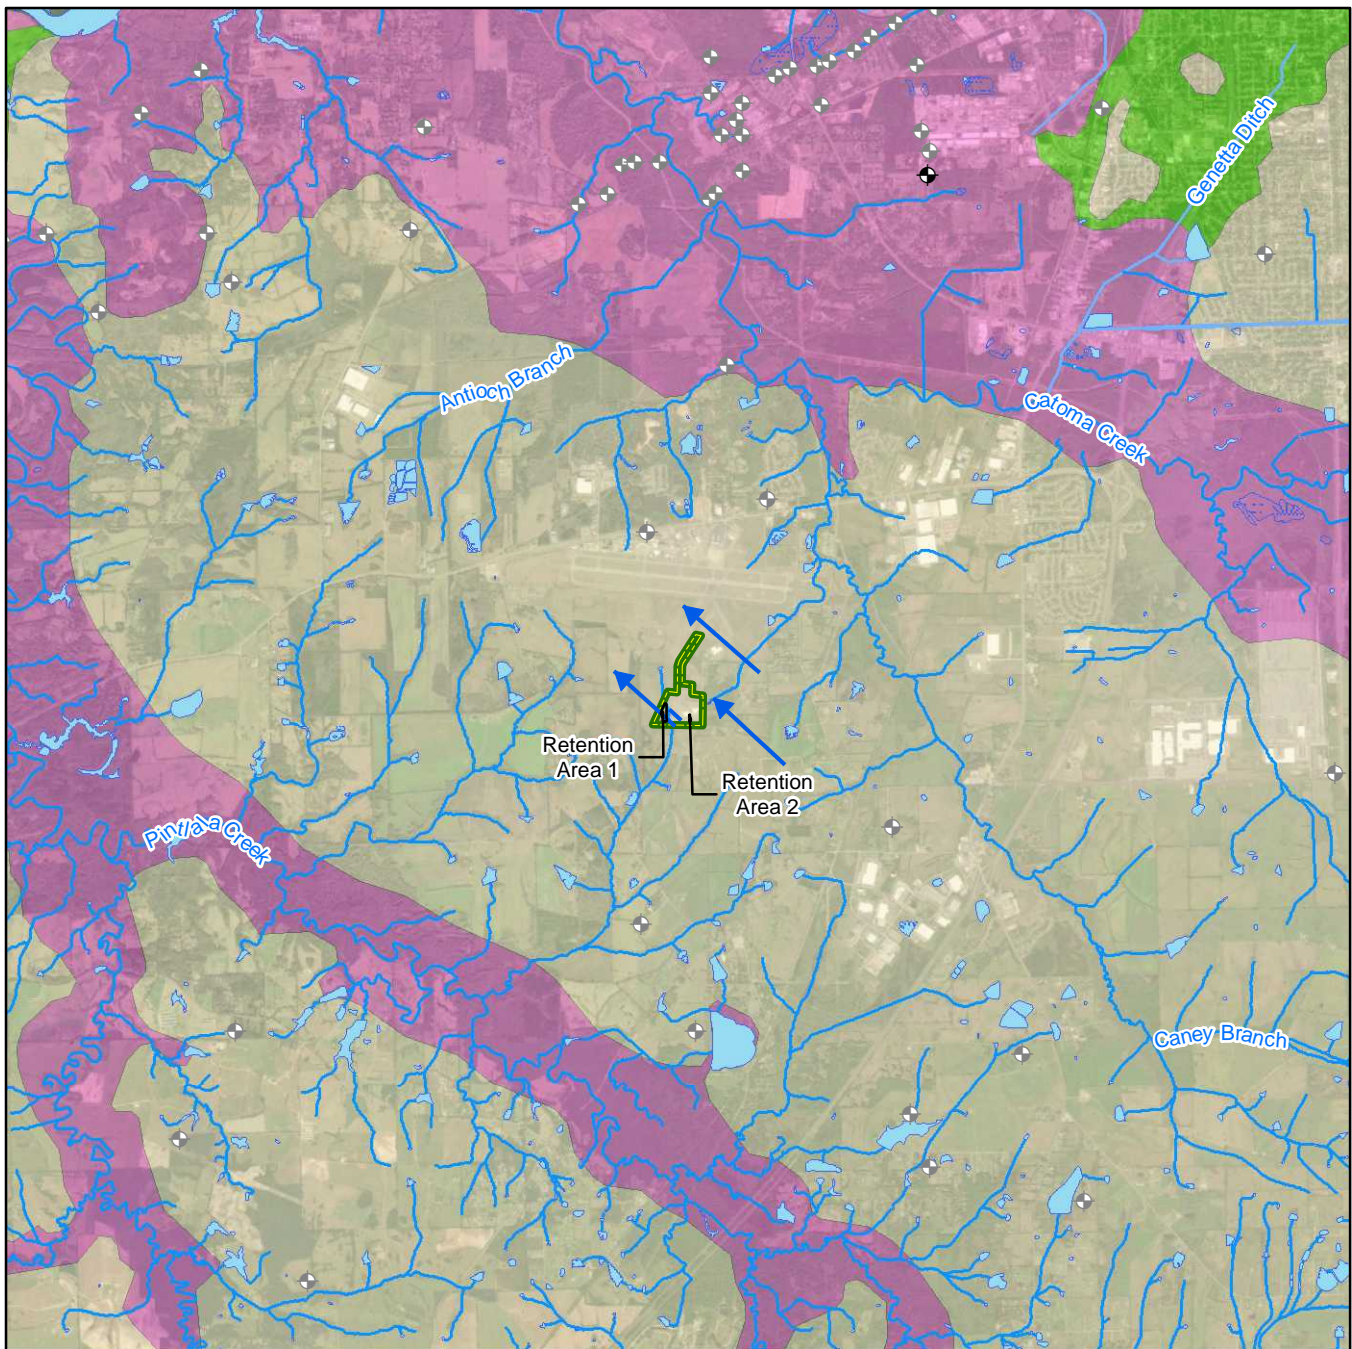 Genetta Ditch
Antioch Branch
Catoma Creek
Retention
Area 1
Retention
Area 2
Pintlala Creek
Caney Branch